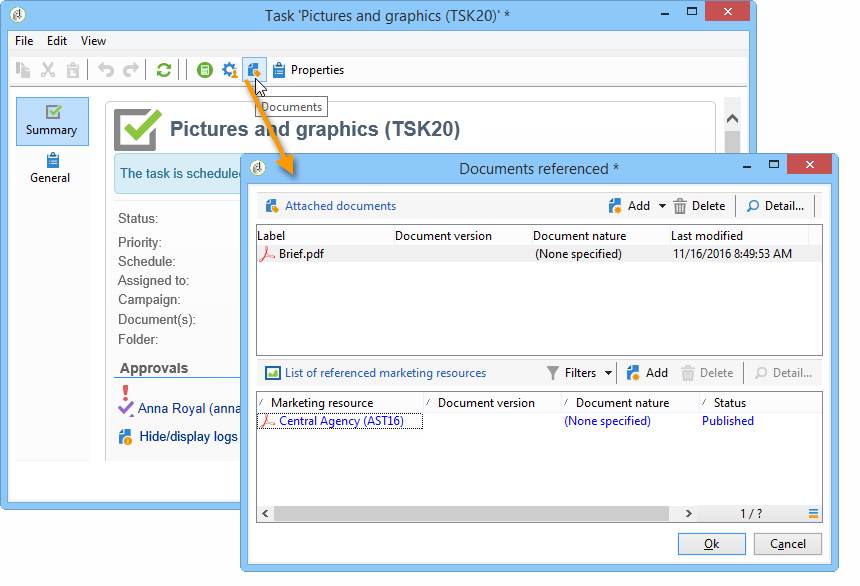 Task 'Pictures and graphics (TSK20)' *
File Edit View
Properties
Documents
Summary
General
Pictures and graphics (TSK20)
The task is schedule
Status:
Priority:
Schedule:
Assigned to:
Campaign:
Document(s):
Folder:
Approvals
Anna Royal (anna
Hide/display logs
Documents referenced *
Attached documents Add Delete Detail...
Label Document version Document nature Last modified
Brief.pdf (None specified) 11/16/2016 8:49:53 AM
List of referenced marketing resources Filters Add Delete Detail...
Marketing resource Document version Document nature Status
Central Agency (AST16) (None specified) Published
1 / ?
Ok Cancel